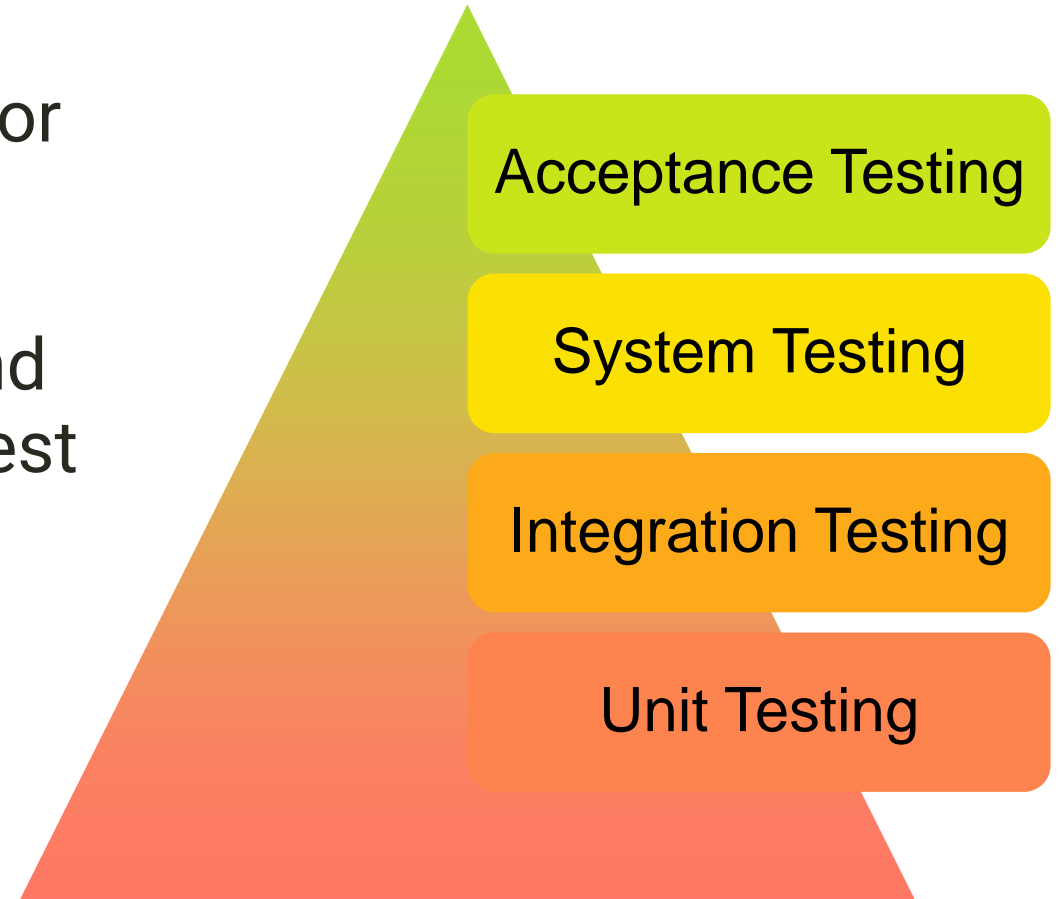 or
Acceptance Testing
nd
System Testing
est
Integration Testing
Unit Testing